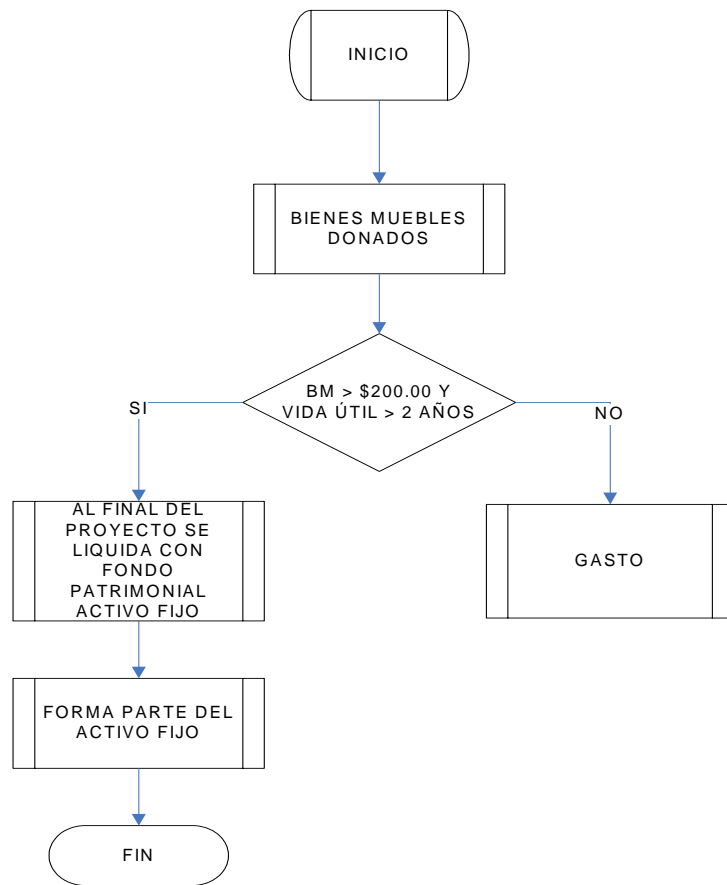 INICIO
BIENES MUEBLES
DONADOS
BM > $200.00 Y
VIDA ÚTIL > 2 AÑOS
SI
NO
AL FINAL DEL
PROYECTO SE
LIQUIDA CON
FONDO
PATRIMONIAL
ACTIVO FIJO
GASTO
FORMA PARTE DEL
ACTIVO FIJO
FIN